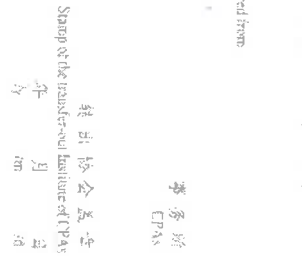 ed from
事务所
CPAs
转出协会盖章
Stamp of the transfer-out Institute of CPAs
年 月 日
/y /m /d